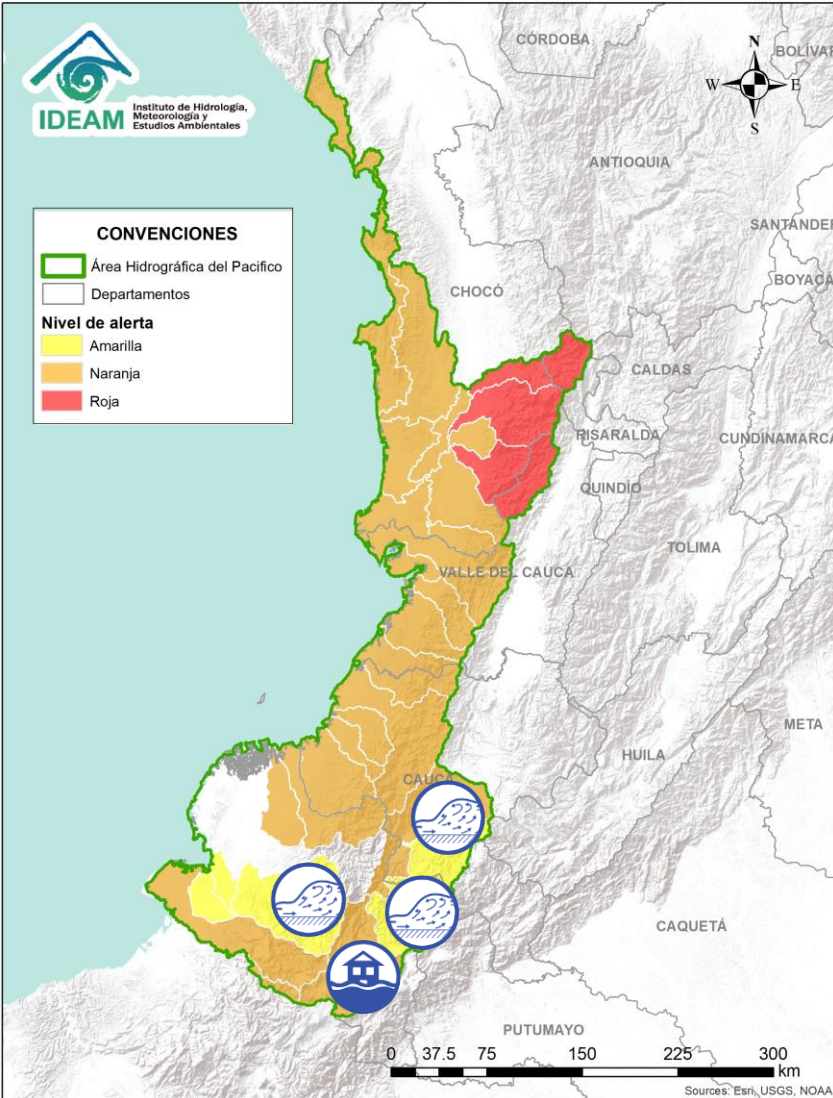 IDEAM
Instituto de Hidrología,
Meteorología y
Estudios Ambientales
N
W
E
S
CÓRDOBA
BOLÍVAR
ANTIOQUIA
SANTANDER
BOYACÁ
CHOCÓ
CALDAS
RISARALDA
CUNDINAMARCA
QUINDÍO
TOLIMA
VALLE DEL CAUCA
META
HUILA
CAUCA
CAQUETÁ
PUTUMAYO
CONVENCIONES
Área Hidrográfica del Pacifico
Departamentos
Nivel de alerta
Amarilla
Naranja
Roja
0 37.5 75 150 225 300
km
Sources: Esri, USGS, NOAA